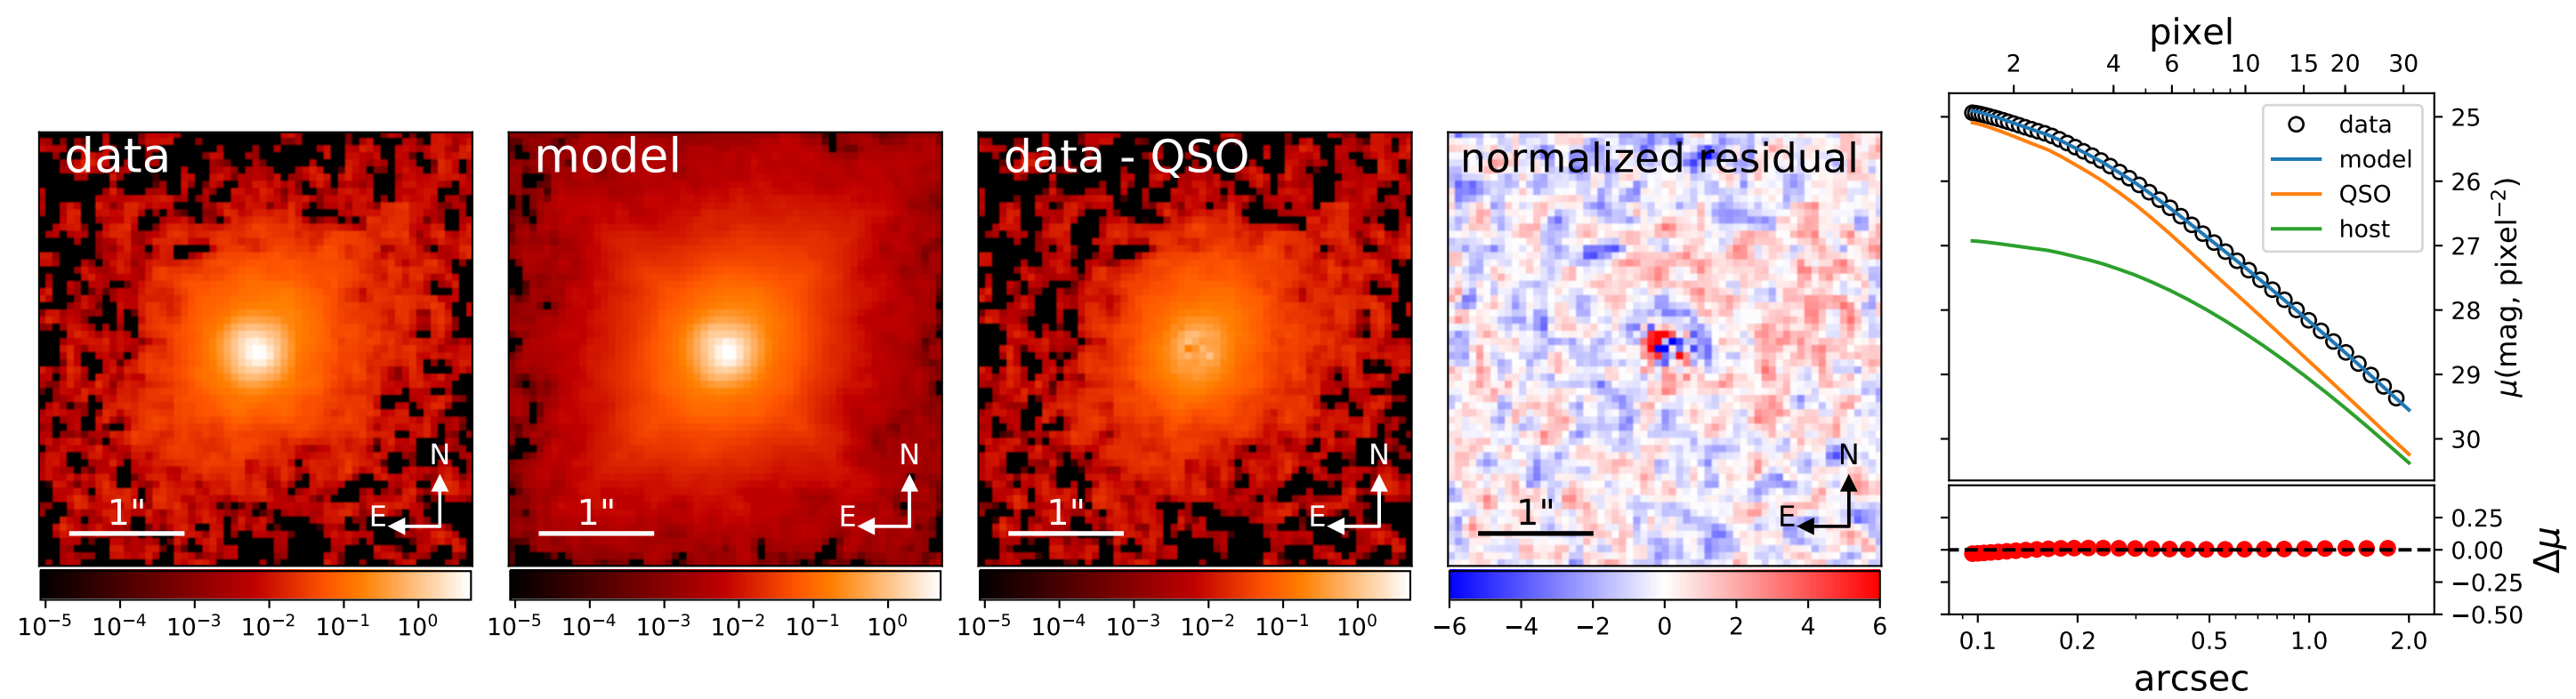 data
N
E
1"
10⁻⁵ 10⁻⁴ 10⁻³ 10⁻² 10⁻¹ 10⁰
model
N
E
1"
10⁻⁵ 10⁻⁴ 10⁻³ 10⁻² 10⁻¹ 10⁰
data - QSO
N
E
1"
10⁻⁵ 10⁻⁴ 10⁻³ 10⁻² 10⁻¹ 10⁰
normalized residual
N
E
1"
−6 −4 −2 0 2 4 6
pixel
2 4 6 10 15 20 30
data
model
QSO
host
25
26
27
28
29
30
μ(mag, pixel⁻²)
0.25
0.00
−0.25
−0.50
Δμ
0.1 0.2 0.5 1.0 2.0
arcsec